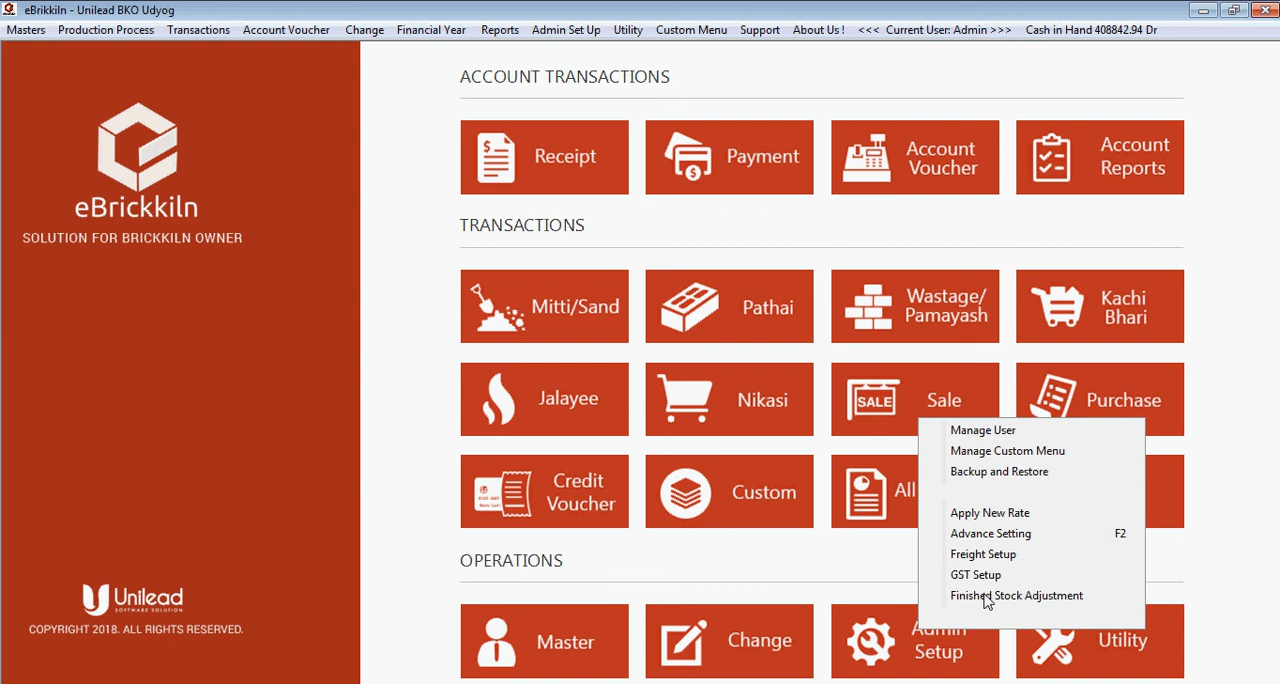 eBrikkiln - Unilead BKO Udyog
Masters Production Process Transactions Account Voucher Change Financial Year Reports Admin Set Up Utility Custom Menu Support About Us ! <<< Current User: Admin >>> Cash in Hand 408842.94 Dr
eBrickkiln
SOLUTION FOR BRICKKILN OWNER
ACCOUNT TRANSACTIONS
Receipt
Payment
Account
Voucher
Account
Reports
TRANSACTIONS
Mitti/Sand
Pathai
Wastage/
Pamayash
Kachi
Bhari
Jalayee
Nikasi
SALE
Sale
Purchase
Credit
Voucher
Custom
All
Manage User
Manage Custom Menu
Backup and Restore
Apply New Rate
Advance Setting F2
Freight Setup
GST Setup
Finished Stock Adjustment
OPERATIONS
Master
Change
Admin
Setup
Utility
Unilead
SOFTWARE SOLUTION
COPYRIGHT 2018. ALL RIGHTS RESERVED.